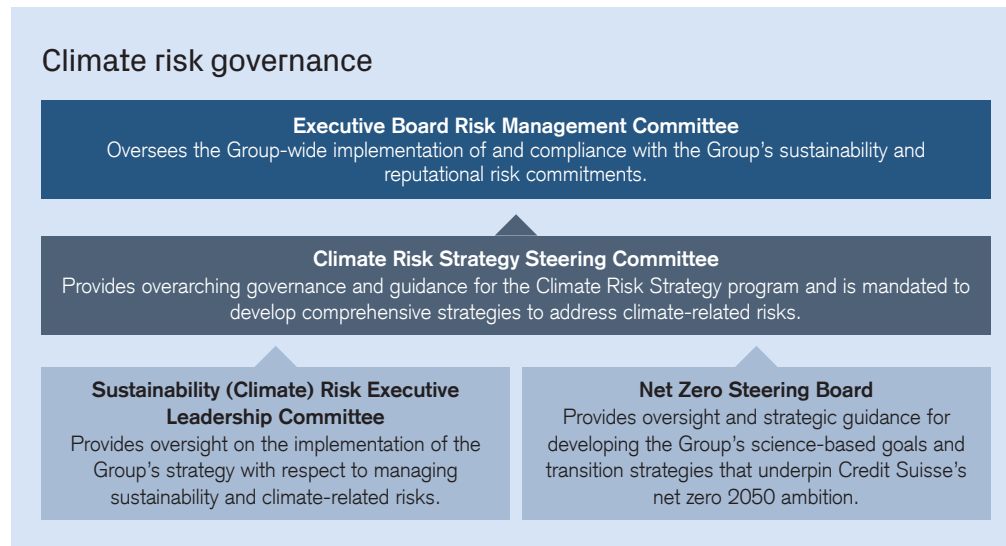 Climate risk governance
Executive Board Risk Management Committee
Oversees the Group-wide implementation of and compliance with the Group's sustainability and
reputational risk commitments.
Climate Risk Strategy Steering Committee
Provides overarching governance and guidance for the Climate Risk Strategy program and is mandated to
develop comprehensive strategies to address climate-related risks.
Sustainability (Climate) Risk Executive
Leadership Committee
Provides oversight on the implementation of the
Group's strategy with respect to managing
sustainability and climate-related risks.
Net Zero Steering Board
Provides oversight and strategic guidance for
developing the Group's science-based goals and
transition strategies that underpin Credit Suisse's
net zero 2050 ambition.